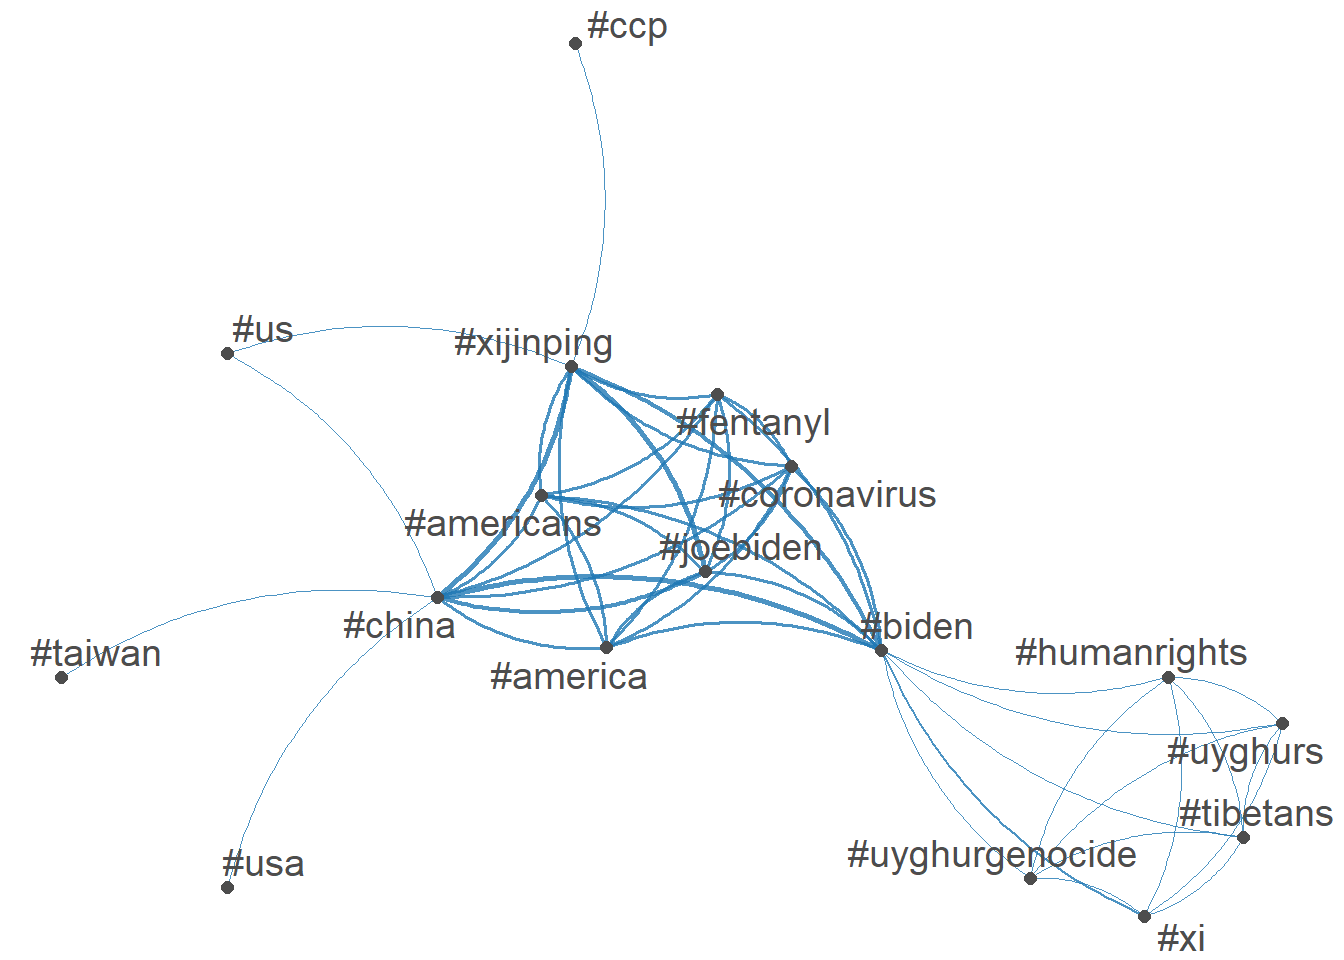 #ccp
#us
#xijinping
#fentanyl
#coronavirus
#americans
#joebiden
#china
#biden
#taiwan
#humanrights
#america
#uyghurs
#tibetans
#uyghurgenocide
#usa
#xi